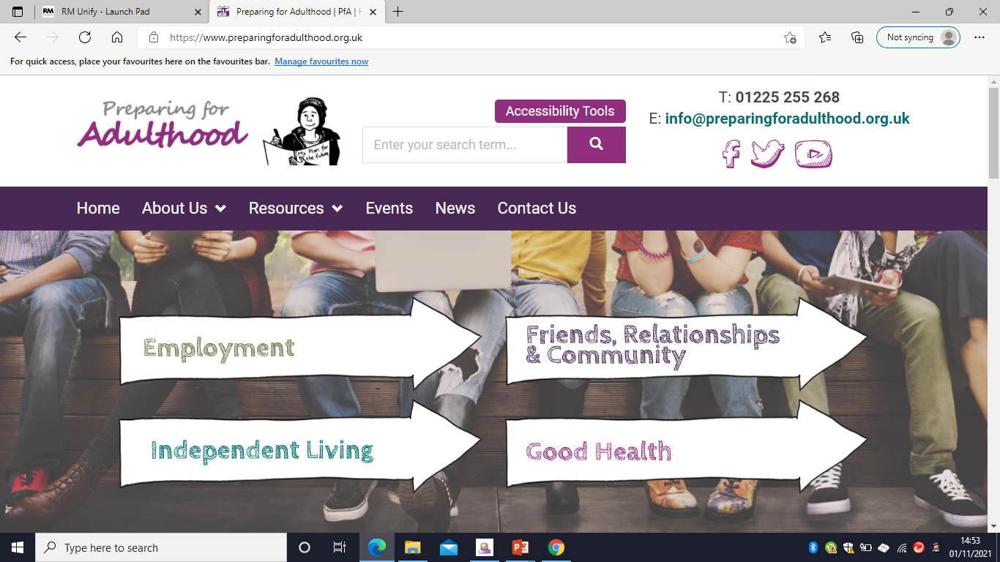 RM RM Unify - Launch Pad
Preparing for Adulthood | PfA | H
https://www.preparingforadulthood.org.uk
Not syncing
For quick access, place your favourites here on the favourites bar. Manage favourites now
Preparing for
Adulthood
My Plan for
the future
Accessibility Tools
Enter your search term...
T: 01225 255 268
E: info@preparingforadulthood.org.uk
Home About Us Resources Events News Contact Us
Employment
Friends, Relationships
& Community
Independent Living
Good Health
Type here to search
14:53
01/11/2021